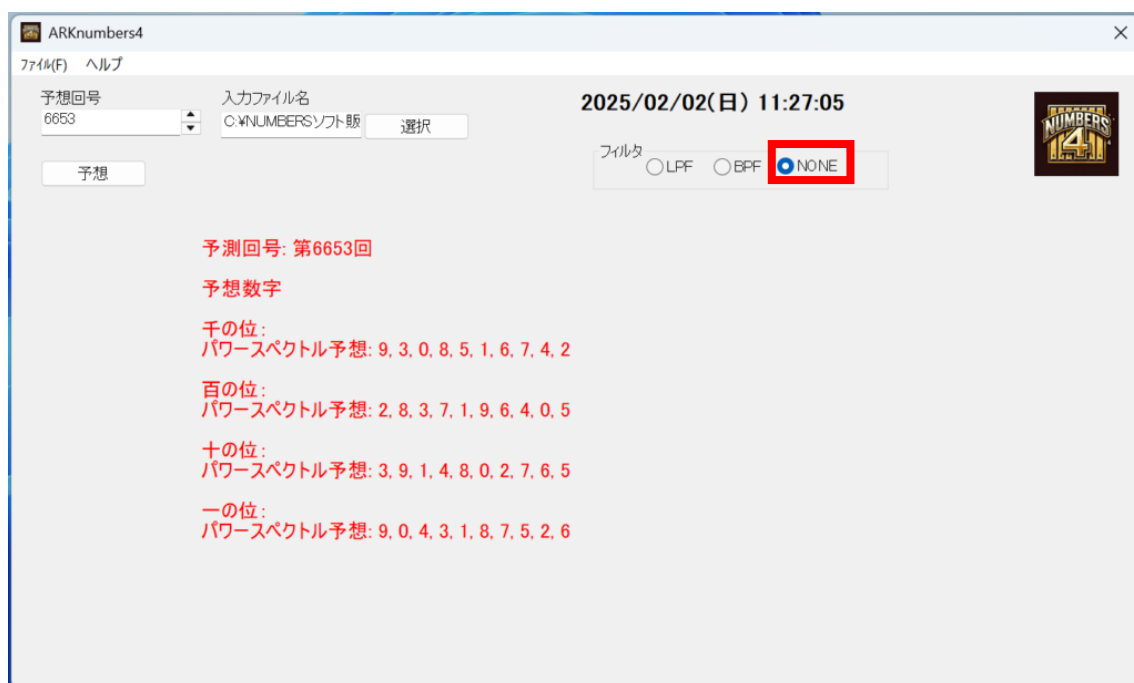 ARKnumbers4
ファイル(F) ヘルプ
予想回号
6653
入力ファイル名
C:¥NUMBERSソフト販
選択
2025/02/02(日) 11:27:05
フィルタ
LPF BPF NONE
NUMBERS
4
予想
予測回号: 第6653回
予想数字
千の位:
パワースペクトル予想: 9, 3, 0, 8, 5, 1, 6, 7, 4, 2
百の位:
パワースペクトル予想: 2, 8, 3, 7, 1, 9, 6, 4, 0, 5
十の位:
パワースペクトル予想: 3, 9, 1, 4, 8, 0, 2, 7, 6, 5
一の位:
パワースペクトル予想: 9, 0, 4, 3, 1, 8, 7, 5, 2, 6